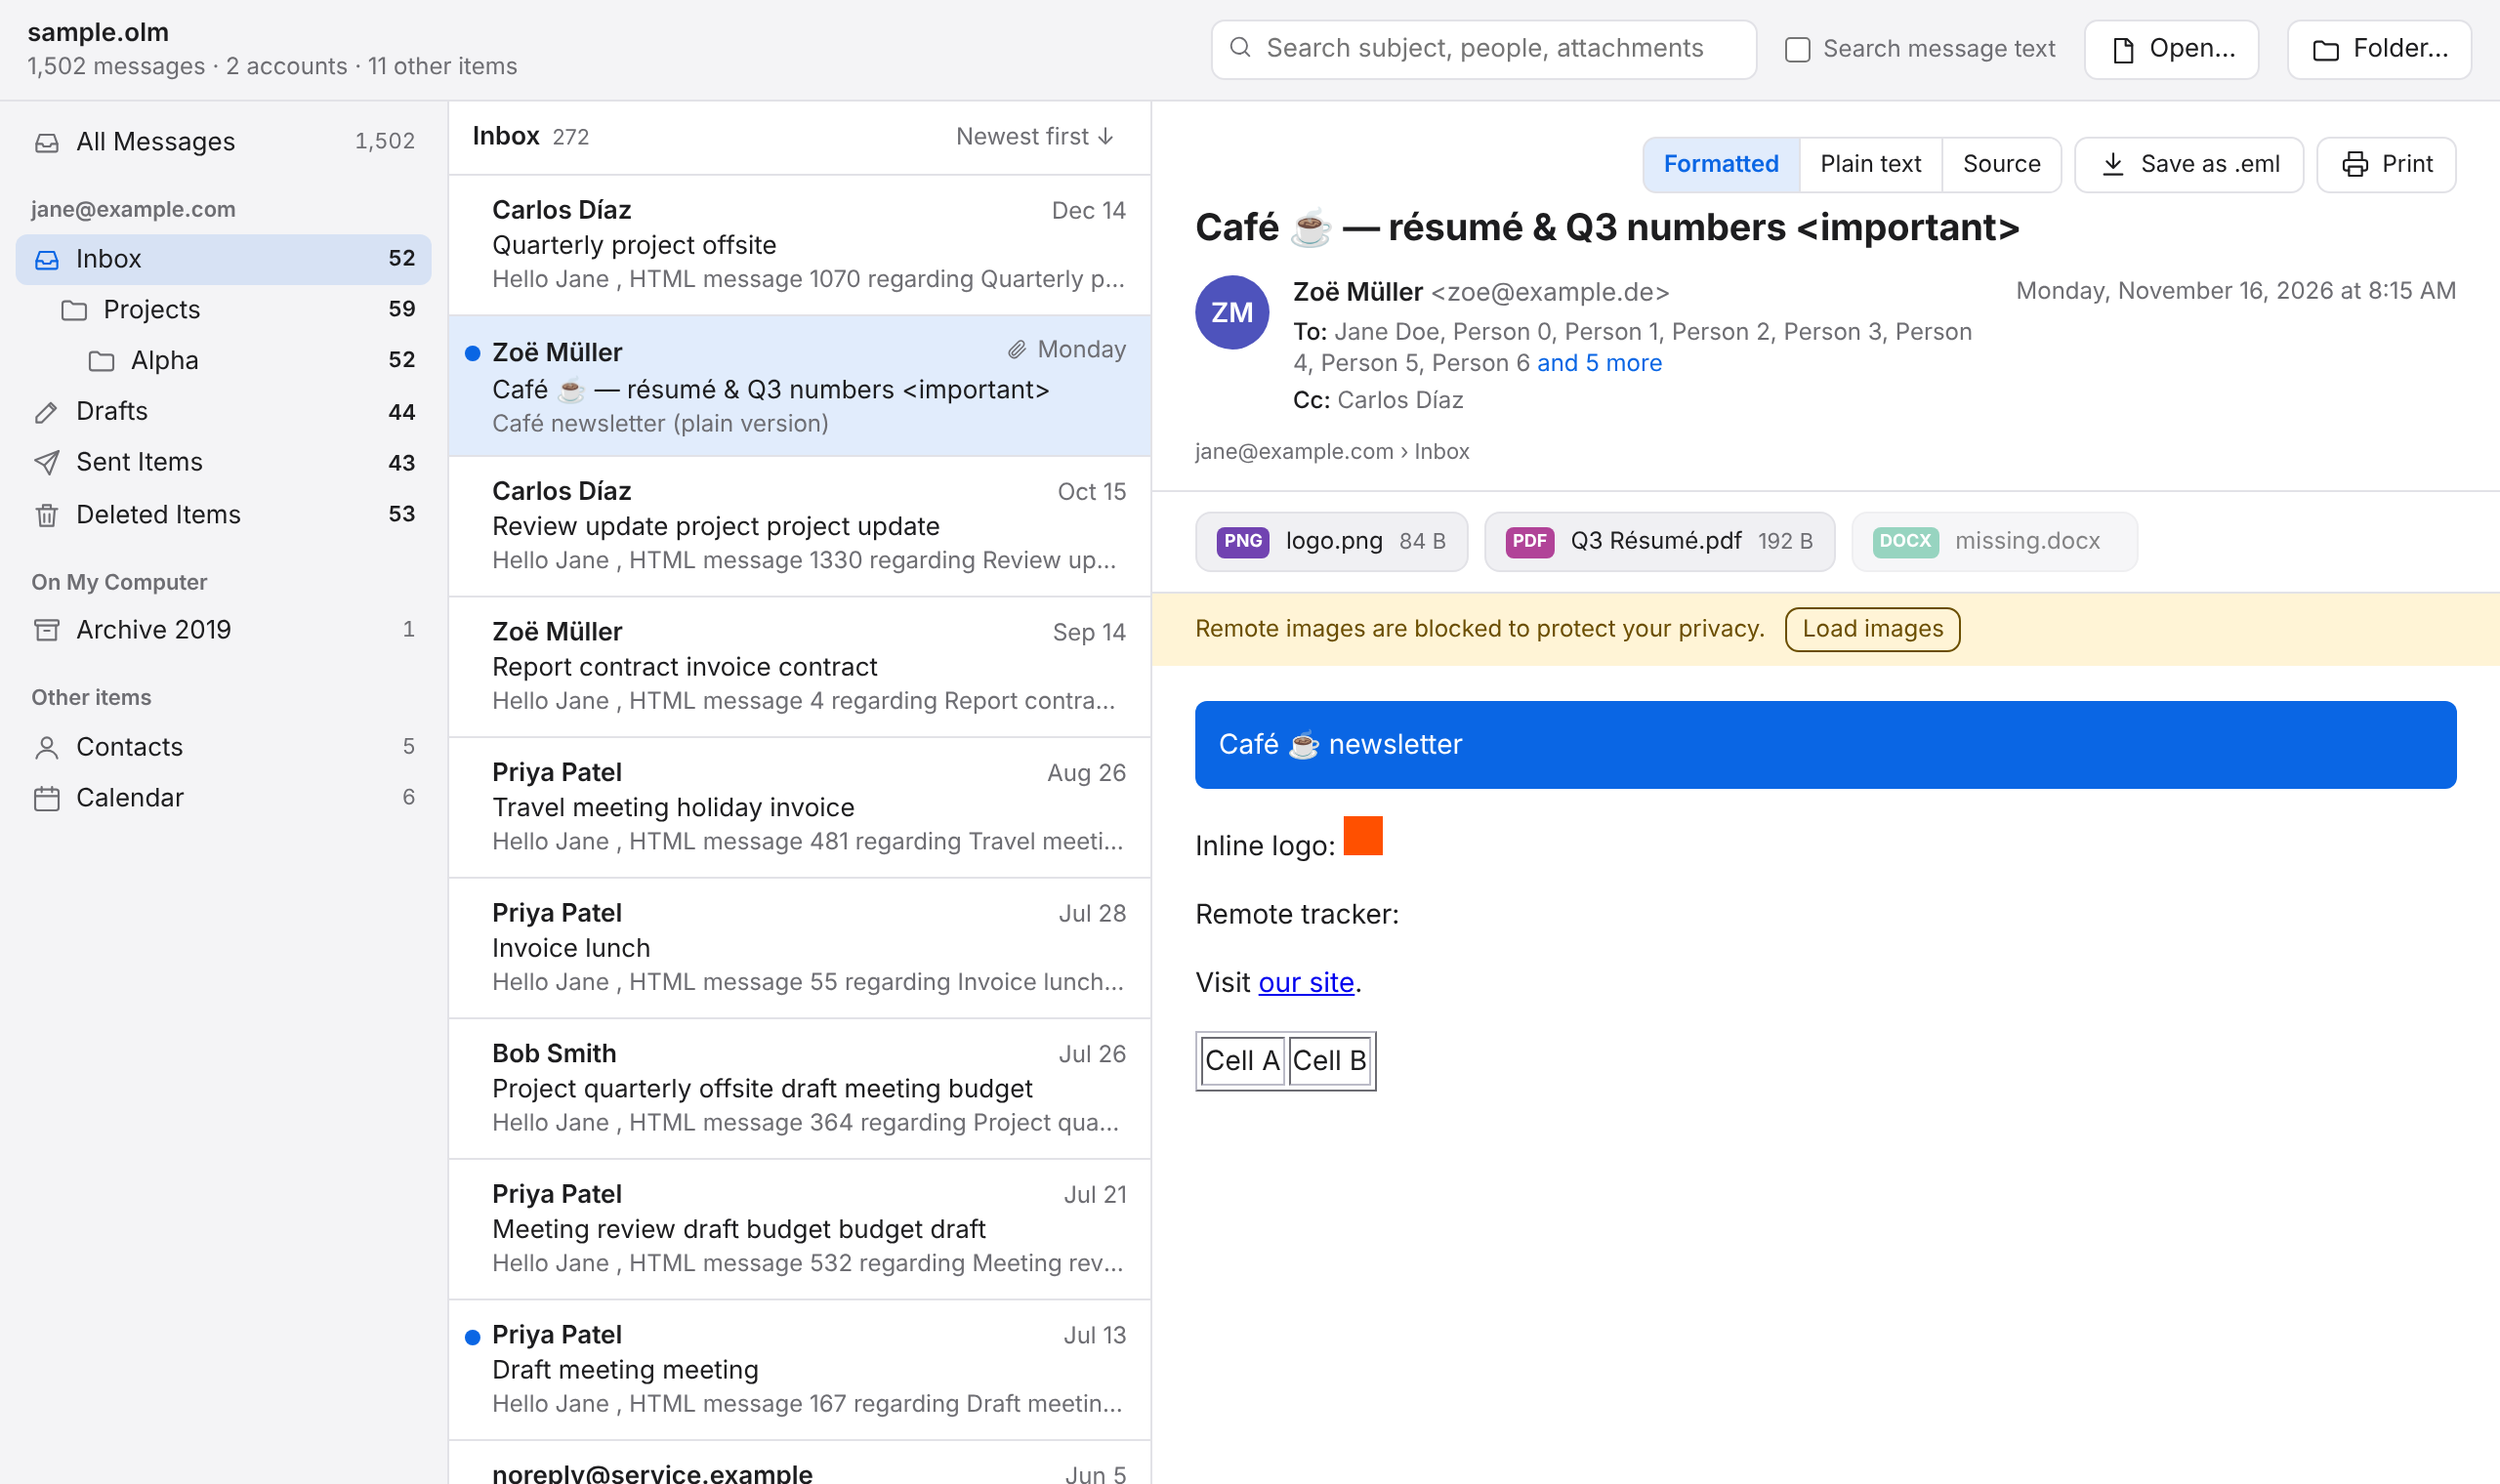 sample.olm
1,502 messages · 2 accounts · 11 other items
Search subject, people, attachments
Search message text
Open...
Folder...
All Messages 1,502
jane@example.com
Inbox 52
Projects 59
Alpha 52
Drafts 44
Sent Items 43
Deleted Items 53
On My Computer
Archive 2019 1
Other items
Contacts 5
Calendar 6
Inbox 272 Newest first ↓
Carlos Díaz Dec 14
Quarterly project offsite
Hello Jane , HTML message 1070 regarding Quarterly p...
Zoë Müller Monday
Café ☕ — résumé & Q3 numbers <important>
Café newsletter (plain version)
Carlos Díaz Oct 15
Review update project project update
Hello Jane , HTML message 1330 regarding Review up...
Zoë Müller Sep 14
Report contract invoice contract
Hello Jane , HTML message 4 regarding Report contra...
Priya Patel Aug 26
Travel meeting holiday invoice
Hello Jane , HTML message 481 regarding Travel meeti...
Priya Patel Jul 28
Invoice lunch
Hello Jane , HTML message 55 regarding Invoice lunch...
Bob Smith Jul 26
Project quarterly offsite draft meeting budget
Hello Jane , HTML message 364 regarding Project qua...
Priya Patel Jul 21
Meeting review draft budget budget draft
Hello Jane , HTML message 532 regarding Meeting rev...
Priya Patel Jul 13
Draft meeting meeting
Hello Jane , HTML message 167 regarding Draft meetin...
noreply@service.example Jun 5
Formatted Plain text Source Save as .eml Print
Café ☕ — résumé & Q3 numbers <important>
ZM
Zoë Müller <zoe@example.de> Monday, November 16, 2026 at 8:15 AM
To: Jane Doe, Person 0, Person 1, Person 2, Person 3, Person
4, Person 5, Person 6 and 5 more
Cc: Carlos Díaz
jane@example.com › Inbox
PNG logo.png 84 B
PDF Q3 Résumé.pdf 192 B
DOCX missing.docx
Remote images are blocked to protect your privacy. Load images
Café ☕ newsletter
Inline logo:
Remote tracker:
Visit our site.
Cell A Cell B